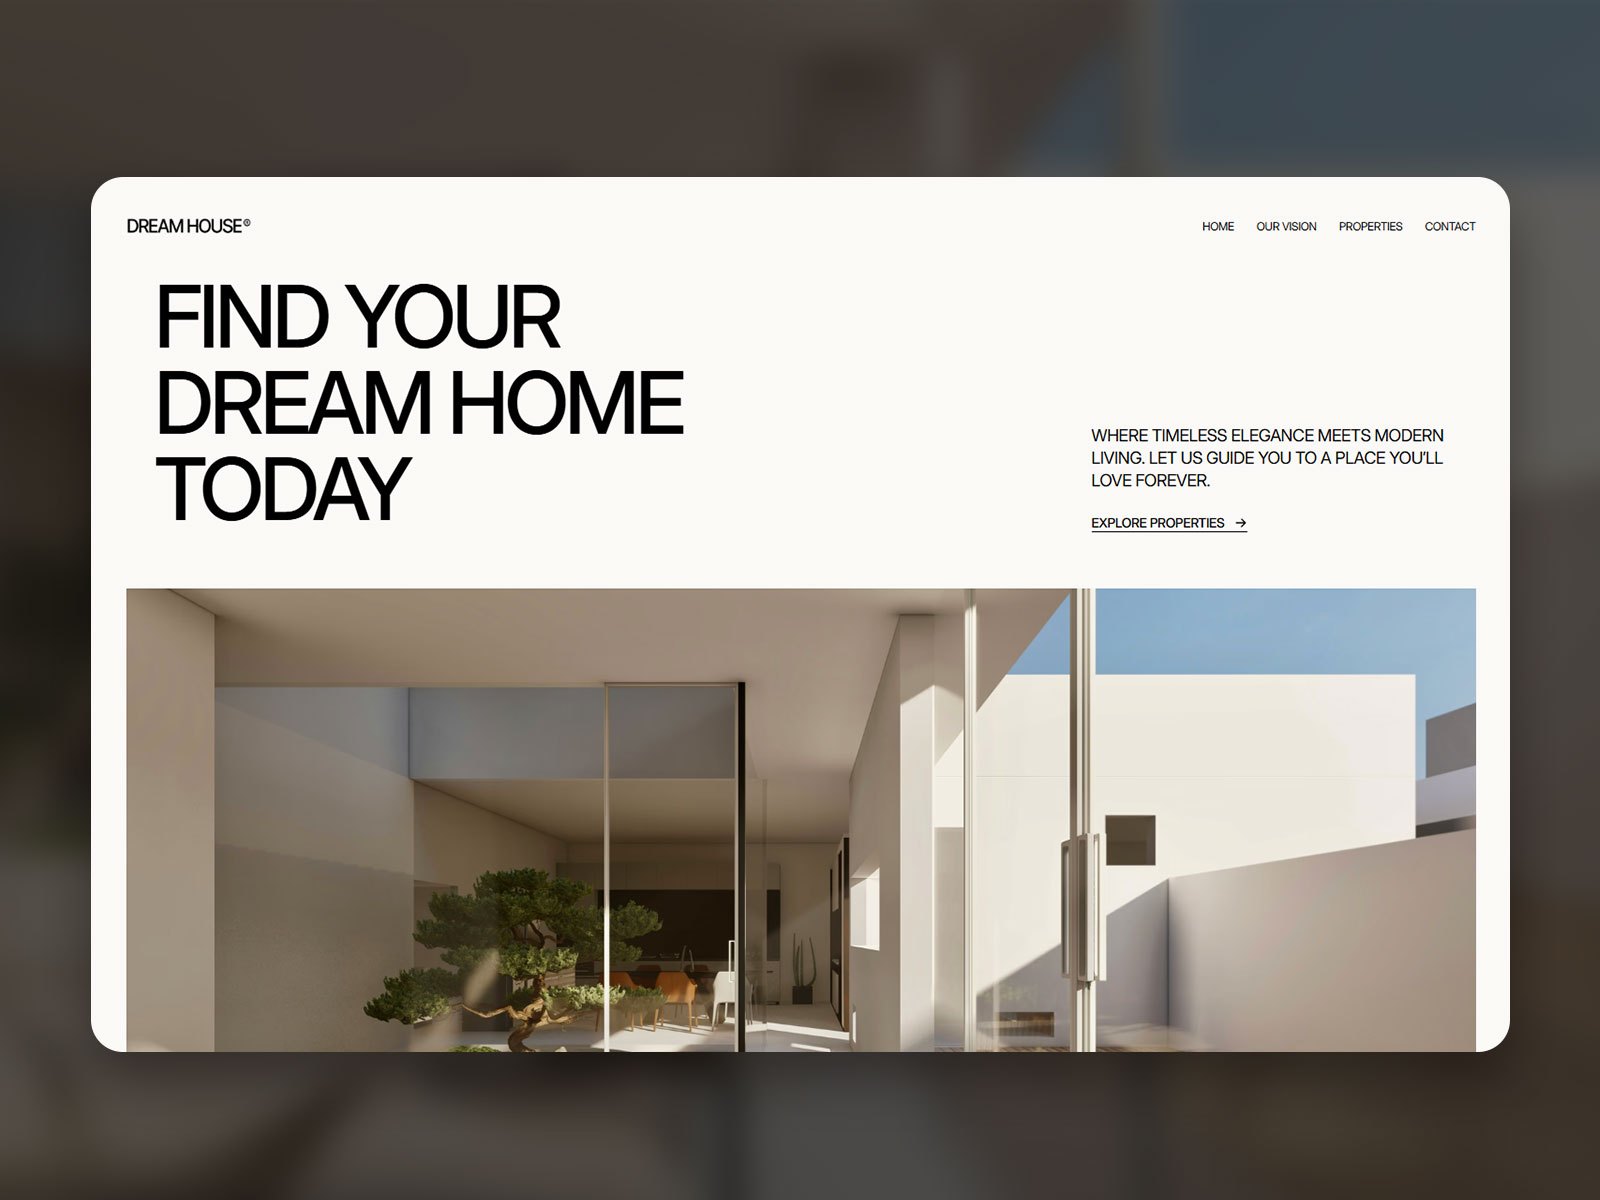 DREAM HOUSE®
HOME OUR VISION PROPERTIES CONTACT
FIND YOUR
DREAM HOME
TODAY
WHERE TIMELESS ELEGANCE MEETS MODERN
LIVING. LET US GUIDE YOU TO A PLACE YOU'LL
LOVE FOREVER.
EXPLORE PROPERTIES →